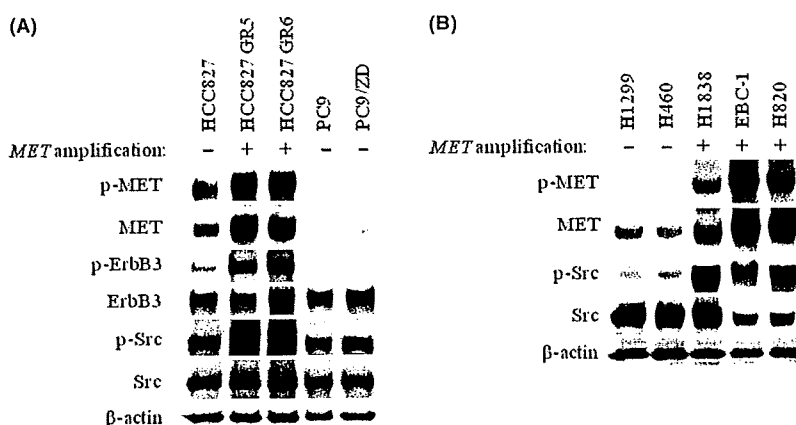 (A)
HCC827
HCC827 GR5
HCC827 GR6
PC9
PC9/ZD
MET amplification: - + + - -
p-MET
MET
p-ErbB3
ErbB3
p-Src
Src
β-actin
(B)
H1299
H460
H1838
EBC-1
H820
MET amplification: - - + + +
p-MET
MET
p-Src
Src
β-actin